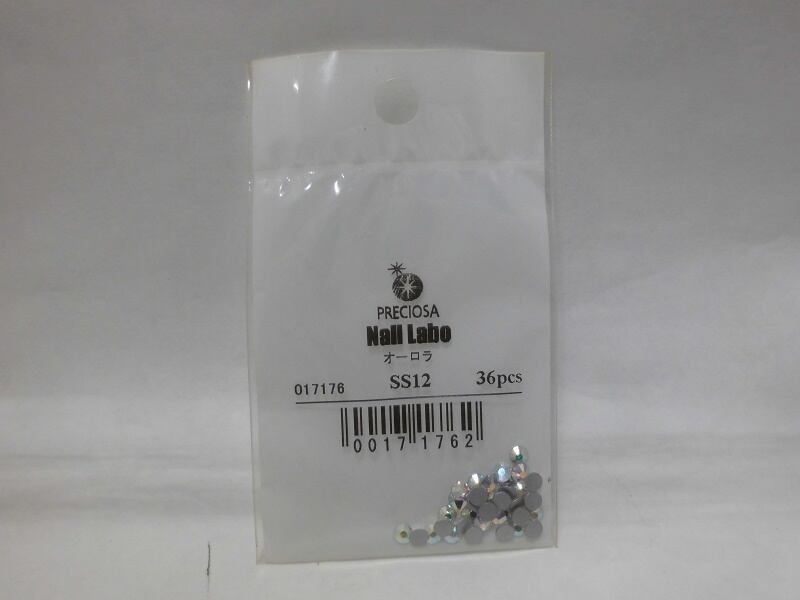 PRECIOSA
Nail Labo
オーロラ
017176 SS12 36pcs
0017 1762